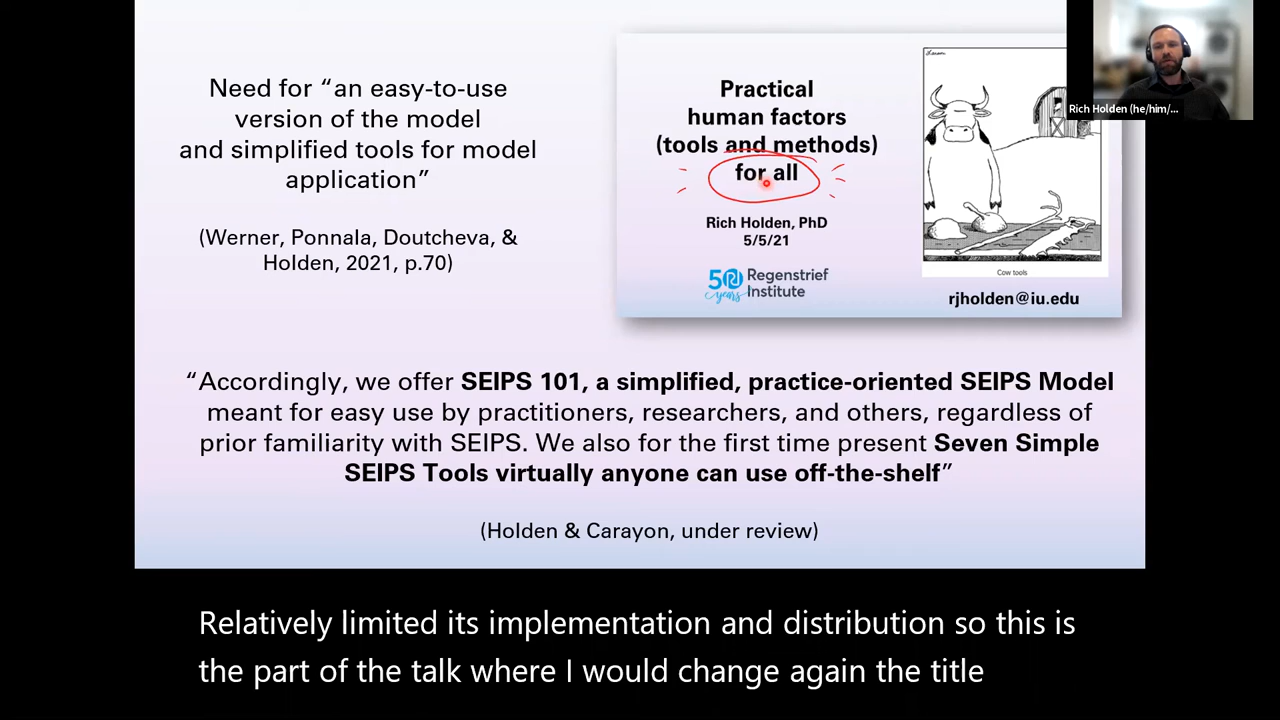 Need for “an easy-to-use
version of the model
and simplified tools for model
application”
(Werner, Ponnala, Doutcheva, &
Holden, 2021, p.70)
Practical
human factors
(tools and methods)
for all
Rich Holden, PhD
5/5/21
50 years
Regenstrief
Institute
Larson
Cow tools
rjholden@iu.edu
Rich Holden (he/him/...
“Accordingly, we offer SEIPS 101, a simplified, practice-oriented SEIPS Model
meant for easy use by practitioners, researchers, and others, regardless of
prior familiarity with SEIPS. We also for the first time present Seven Simple
SEIPS Tools virtually anyone can use off-the-shelf”
(Holden & Carayon, under review)
Relatively limited its implementation and distribution so this is
the part of the talk where I would change again the title